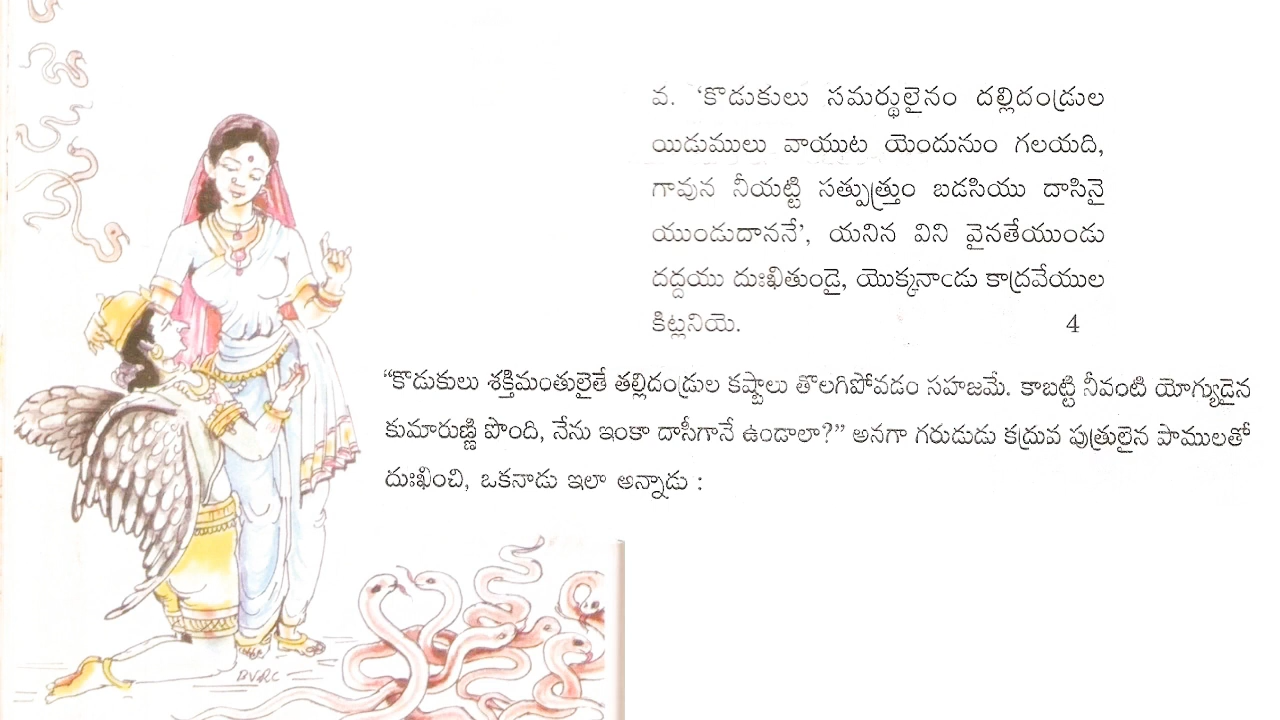 వ. ‘కొడుకులు సమర్థులైనం దల్లిదండ్రుల
యిడుములు వాయుట యెందునుం గలయది,
గావున నీయట్టి సత్పుత్త్రుం బడసియు దాసినై
యుండుదాననే’, యనిన విని వైనతేయుండు
దద్దయు దుఃఖితుండై, యొక్కనాఁడు కాద్రవేయుల
కిట్లనియె. 4
“కొడుకులు శక్తిమంతులైతే తల్లిదండ్రుల కష్టాలు తొలగిపోవడం సహజమే. కాబట్టి నీవంటి యోగ్యుడైన
కుమారుణ్ణి పొంది, నేను ఇంకా దాసీగానే ఉండాలా?” అనగా గరుడుడు కద్రువ పుత్రులైన పాములతో
దుఃఖించి, ఒకనాడు ఇలా అన్నాడు :
BVRC